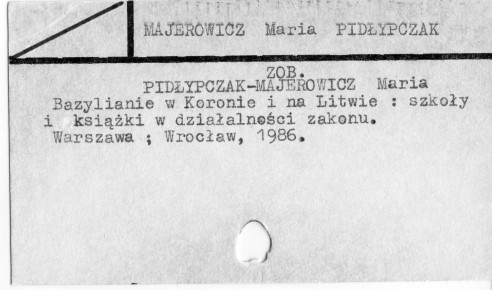 MAJEROWICZ Maria PIDŁYPCZAK
ZOB.
PIDŁYPCZAK-MAJEROWICZ Maria
Bazylianie w Koronie i na Litwie : szkoły
i książki w działalności zakonu.
Warszawa ; Wrocław, 1986.